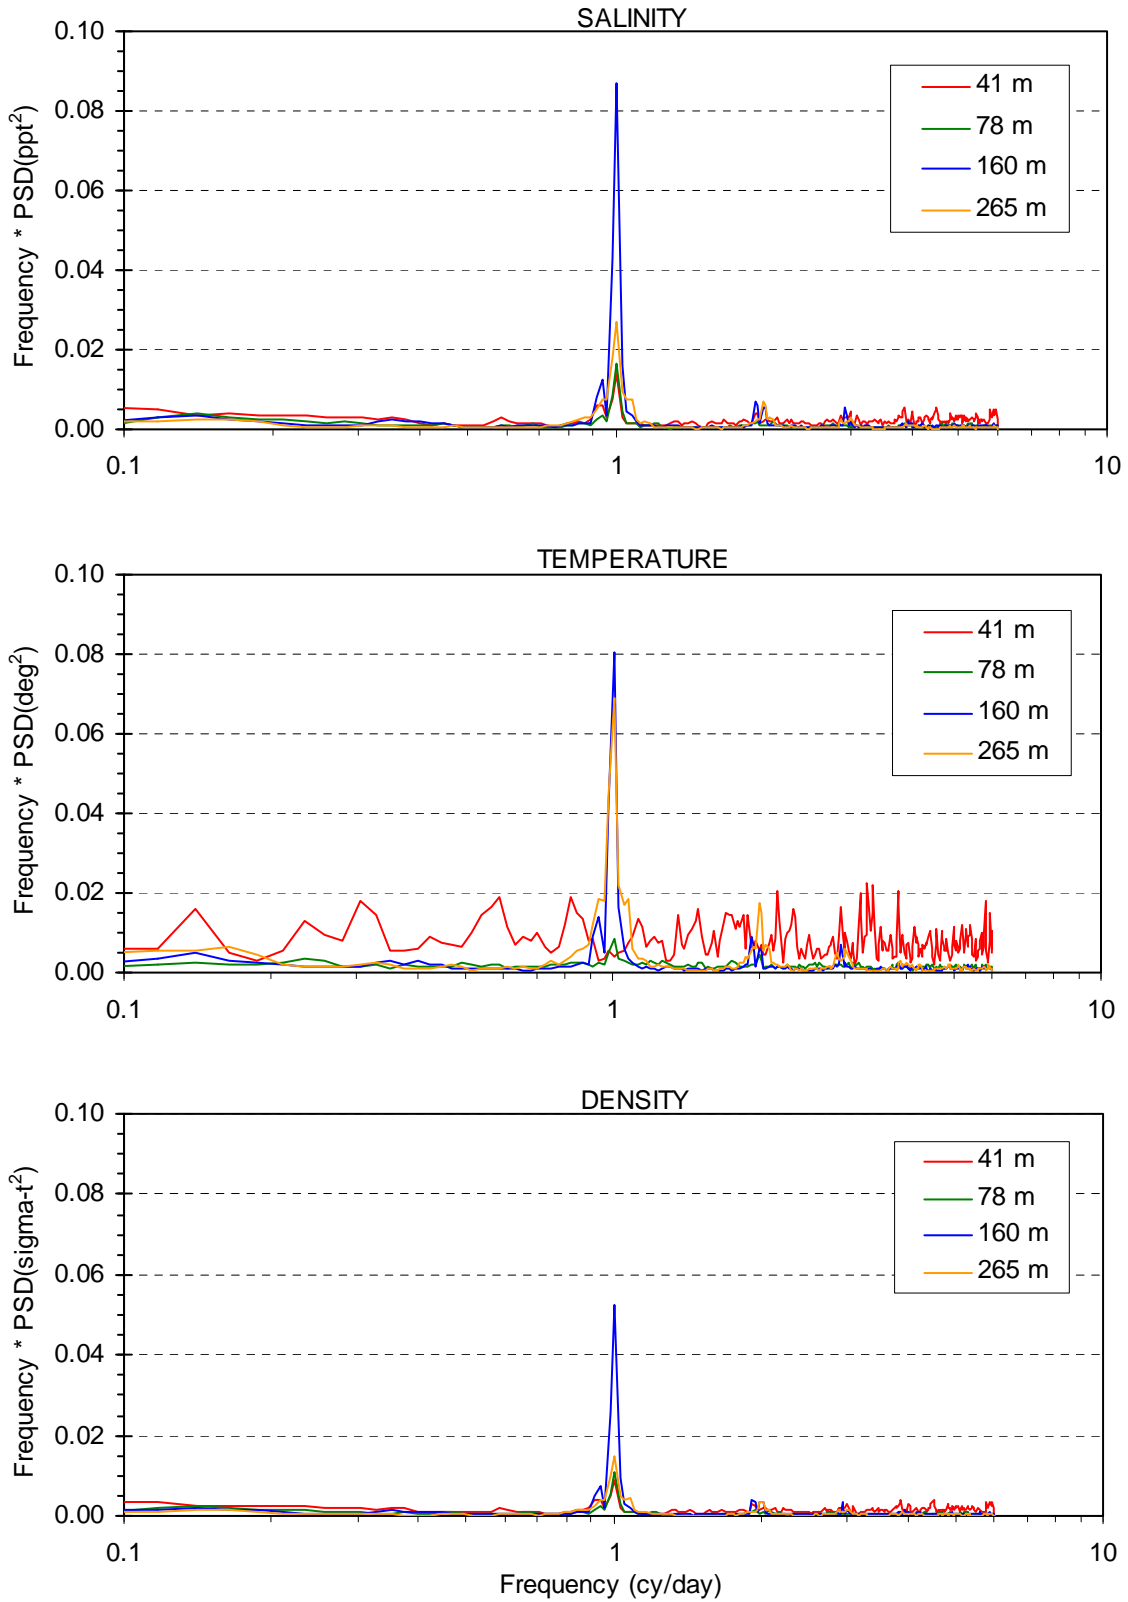 SALINITY
0.10
0.08
0.06
0.04
0.02
0.00
Frequency * PSD(ppt²)
41 m
78 m
160 m
265 m
0.1 1 10
TEMPERATURE
0.10
0.08
0.06
0.04
0.02
0.00
Frequency * PSD(deg²)
41 m
78 m
160 m
265 m
0.1 1 10
DENSITY
0.10
0.08
0.06
0.04
0.02
0.00
Frequency * PSD(sigma-t²)
41 m
78 m
160 m
265 m
0.1 1 10
Frequency (cy/day)